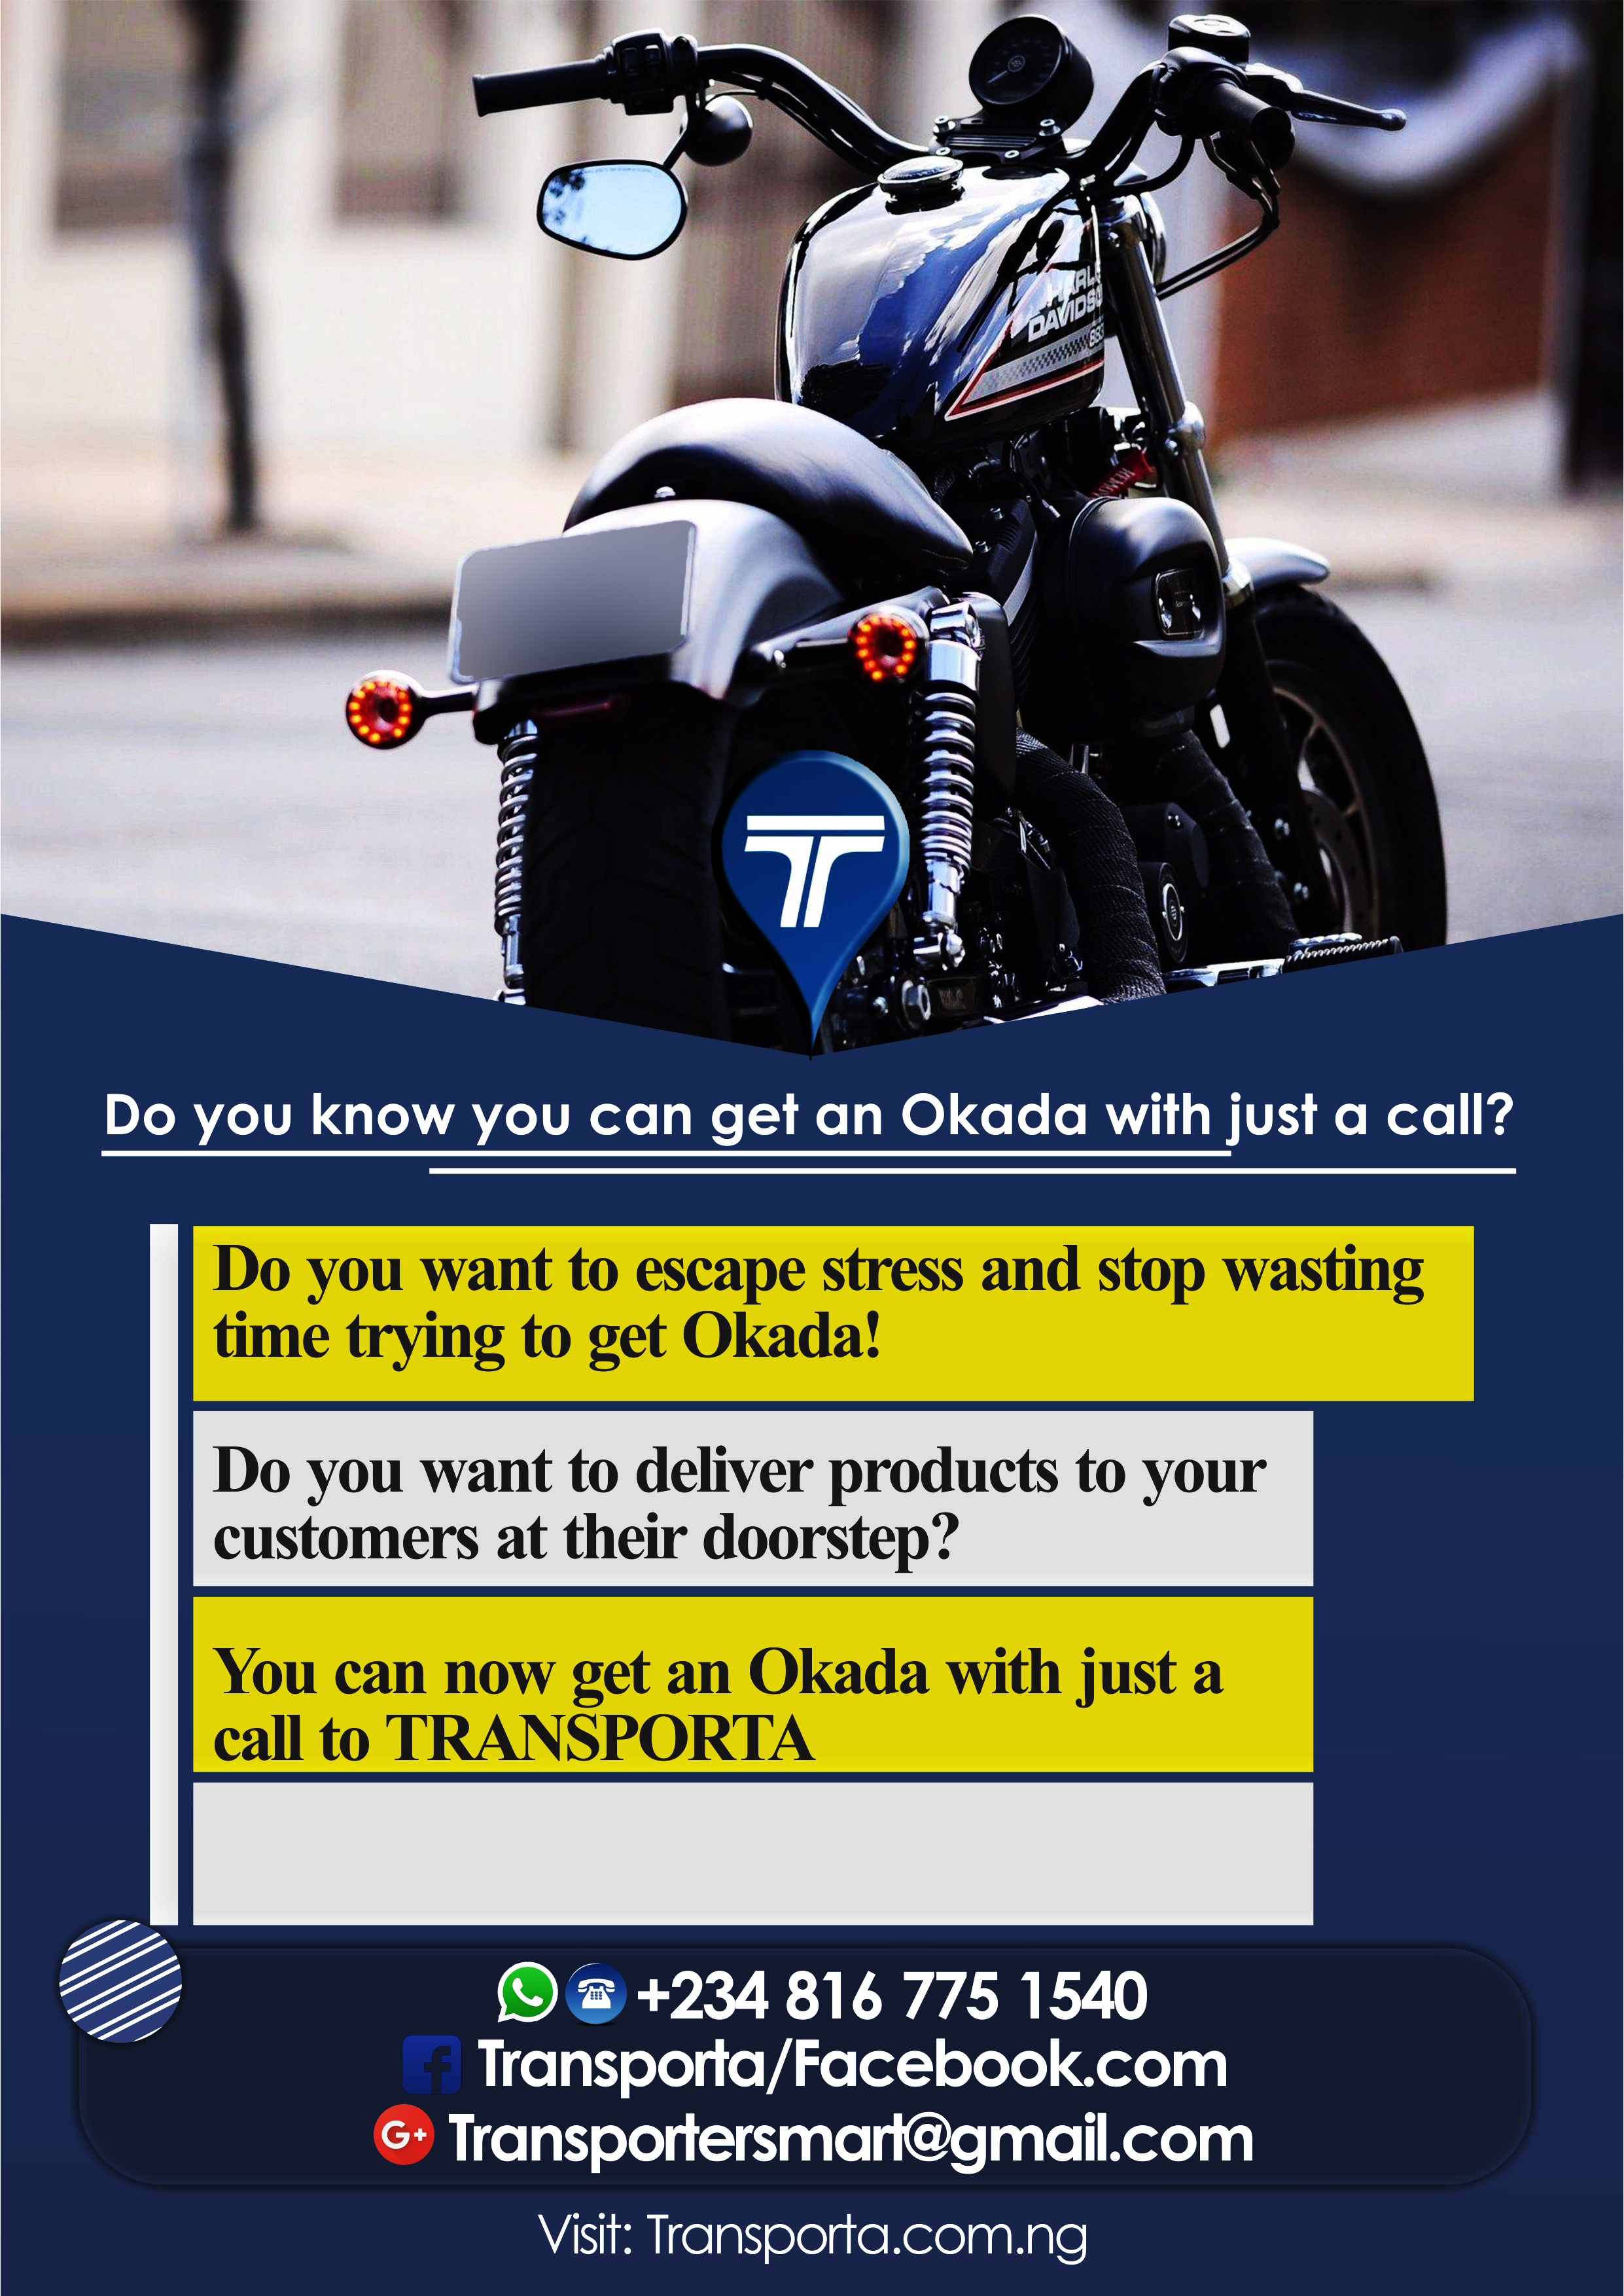 HARL
DAVIDSO
883
T
Do you know you can get an Okada with just a call?
Do you want to escape stress and stop wasting
time trying to get Okada!
Do you want to deliver products to your
customers at their doorstep?
You can now get an Okada with just a
call to TRANSPORTA
+234 816 775 1540
f Transporta/Facebook.com
G+ Transportersmart@gmail.com
Visit: Transporta.com.ng